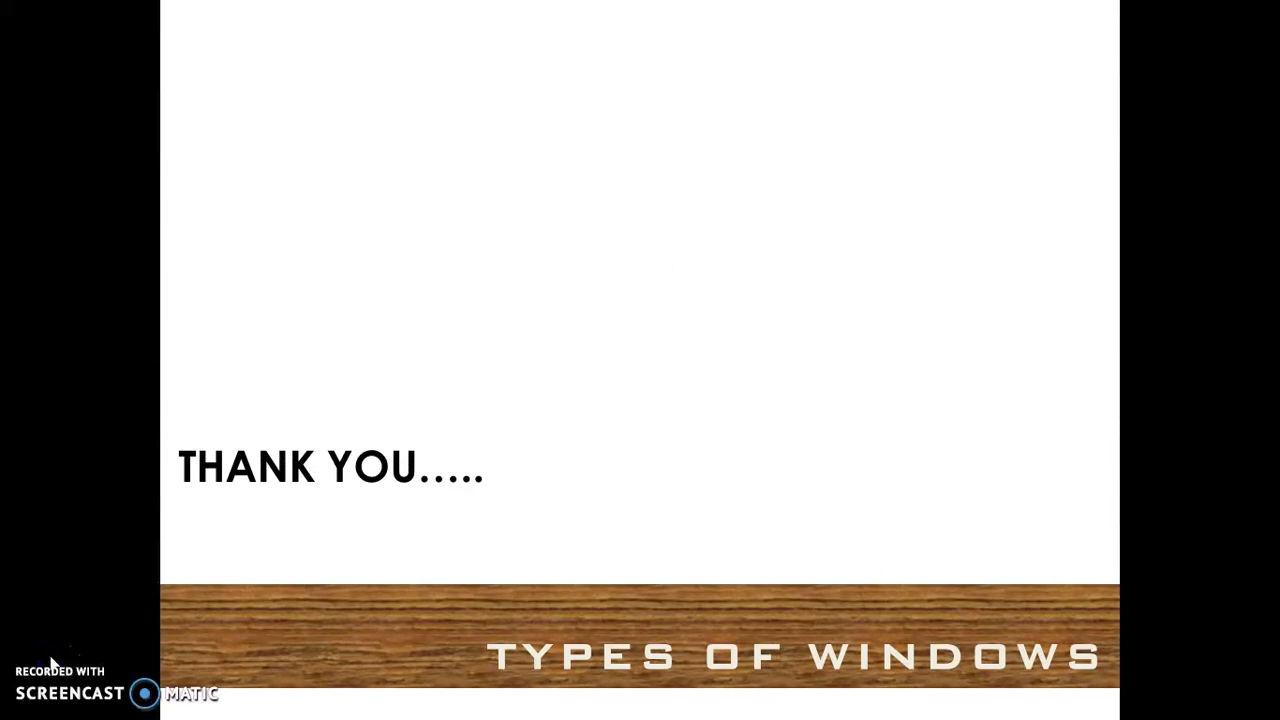 THANK YOU…..
TYPES OF WINDOWS
RECORDED WITH
SCREENCAST MATIC